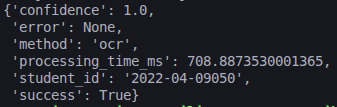 {'confidence': 1.0,
'error': None,
'method': 'ocr',
'processing_time_ms': 708.8873530001365,
'student_id': '2022-04-09050',
'success': True}